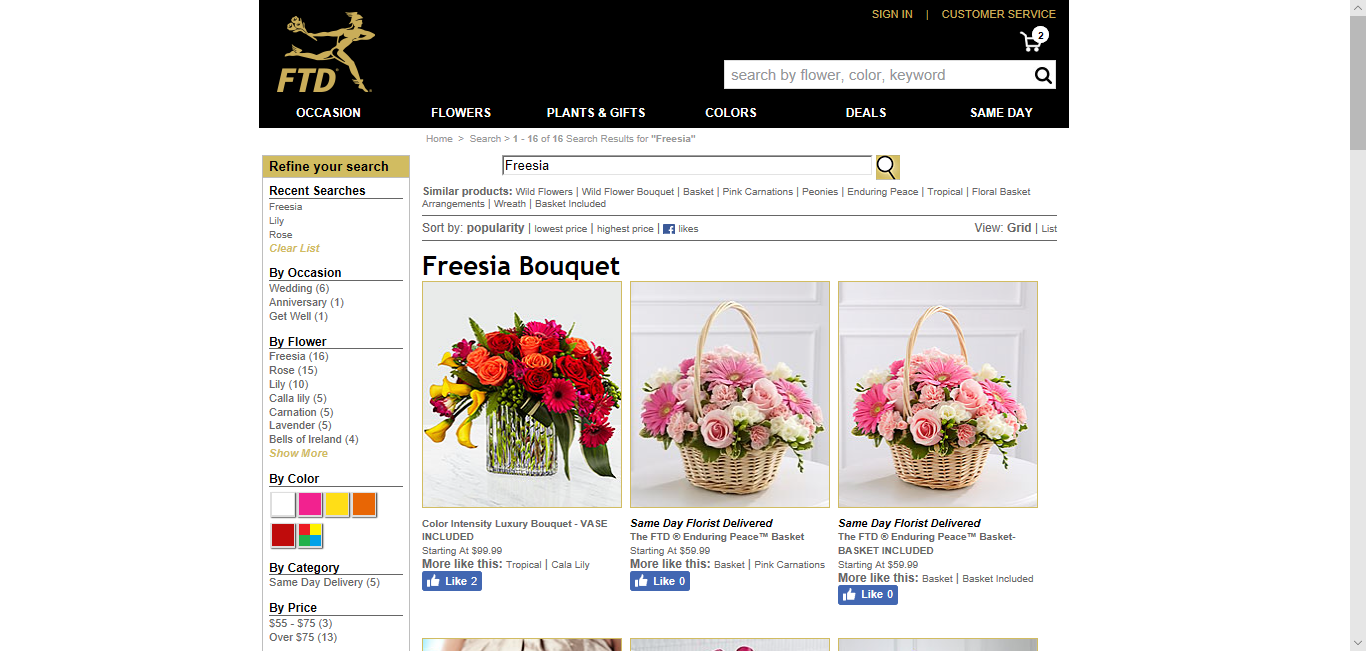 SIGN IN | CUSTOMER SERVICE
2
FTD
search by flower, color, keyword
OCCASION FLOWERS PLANTS & GIFTS COLORS DEALS SAME DAY
Home > Search > 1 - 16 of 16 Search Results for "Freesia"
Refine your search
Recent Searches
Freesia
Lily
Rose
Clear List
By Occasion
Wedding (6)
Anniversary (1)
Get Well (1)
By Flower
Freesia (16)
Rose (15)
Lily (10)
Calla lily (5)
Carnation (5)
Lavender (5)
Bells of Ireland (4)
Show More
By Color
By Category
Same Day Delivery (5)
By Price
$55 - $75 (3)
Over $75 (13)
Freesia
Similar products: Wild Flowers | Wild Flower Bouquet | Basket | Pink Carnations | Peonies | Enduring Peace | Tropical | Floral Basket
Arrangements | Wreath | Basket Included
Sort by: popularity | lowest price | highest price | f likes
View: Grid | List
Freesia Bouquet
Color Intensity Luxury Bouquet - VASE
INCLUDED
Starting At $99.99
More like this: Tropical | Cala Lily
Like 2
Same Day Florist Delivered
The FTD ® Enduring Peace™ Basket
Starting At $59.99
More like this: Basket | Pink Carnations
Like 0
Same Day Florist Delivered
The FTD ® Enduring Peace™ Basket-
BASKET INCLUDED
Starting At $59.99
More like this: Basket | Basket Included
Like 0